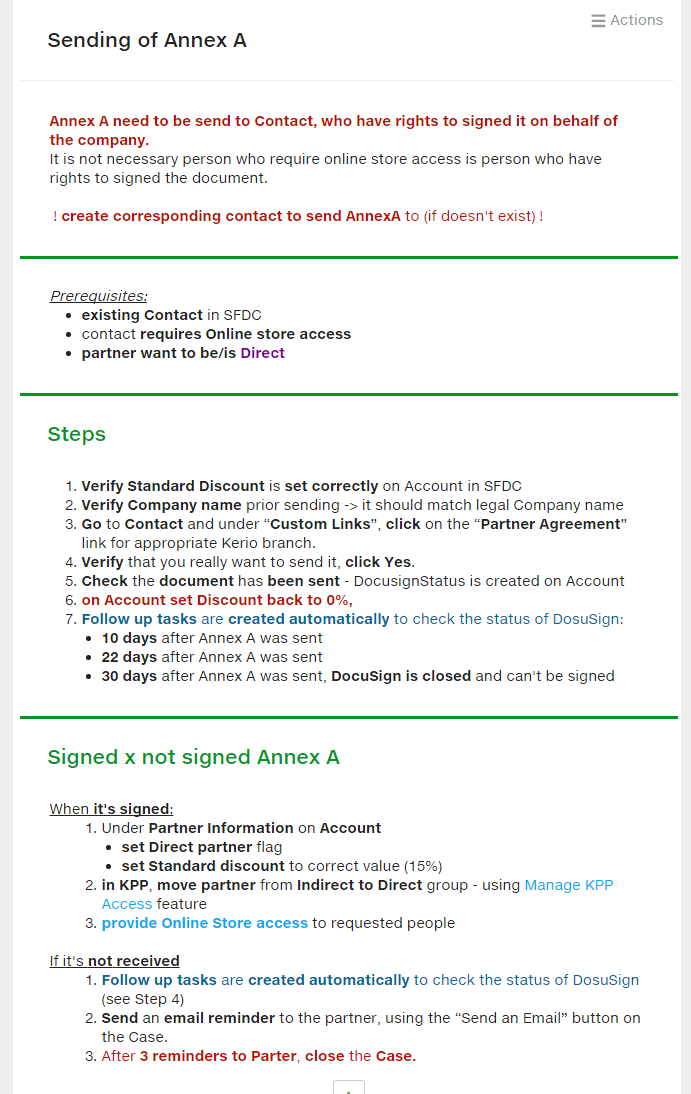 Actions
Sending of Annex A
Annex A need to be send to Contact, who have rights to signed it on behalf of
the company.
It is not necessary person who require online store access is person who have
rights to signed the document.
! create corresponding contact to send AnnexA to (if doesn't exist) !
Prerequisites:
• existing Contact in SFDC
• contact requires Online store access
• partner want to be/is Direct
Steps
1. Verify Standard Discount is set correctly on Account in SFDC
2. Verify Company name prior sending -> it should match legal Company name
3. Go to Contact and under “Custom Links”, click on the “Partner Agreement”
link for appropriate Kerio branch.
4. Verify that you really want to send it, click Yes.
5. Check the document has been sent - DocusignStatus is created on Account
6. on Account set Discount back to 0%,
7. Follow up tasks are created automatically to check the status of DosuSign:
• 10 days after Annex A was sent
• 22 days after Annex A was sent
• 30 days after Annex A was sent, DocuSign is closed and can't be signed
Signed x not signed Annex A
When it's signed:
1. Under Partner Information on Account
• set Direct partner flag
• set Standard discount to correct value (15%)
2. in KPP, move partner from Indirect to Direct group - using Manage KPP
Access feature
3. provide Online Store access to requested people
If it's not received
1. Follow up tasks are created automatically to check the status of DosuSign
(see Step 4)
2. Send an email reminder to the partner, using the “Send an Email” button on
the Case.
3. After 3 reminders to Parter, close the Case.